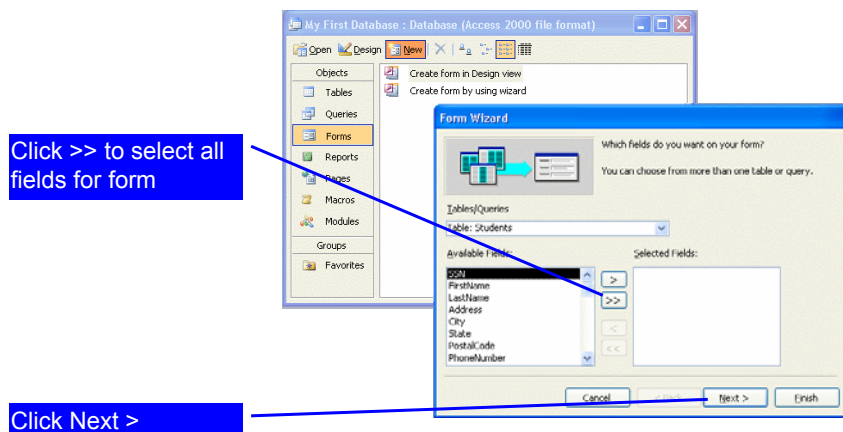 My First Database : Database (Access 2000 file format)
Open Design New
Objects
Tables
Queries
Forms
Reports
Pages
Macros
Modules
Groups
Favorites
Create form in Design view
Create form by using wizard
Click >> to select all
fields for form
Form Wizard
Which fields do you want on your form?
You can choose from more than one table or query.
Tables/Queries
Table: Students
Available Fields:
Selected Fields:
SSN
FirstName
LastName
Address
City
State
PostalCode
PhoneNumber
>
>>
<
<<
Cancel
< Back
Next >
Finish
Click Next >